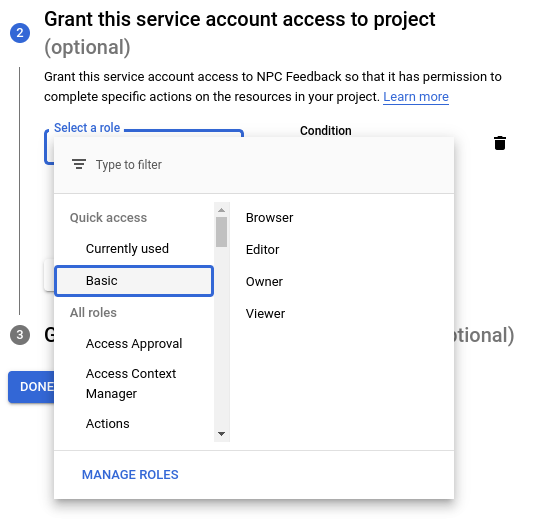 2
Grant this service account access to project
(optional)
Grant this service account access to NPC Feedback so that it has permission to
complete specific actions on the resources in your project. Learn more
Select a role
Condition
Type to filter
Quick access
Currently used
Basic
All roles
Access Approval
Access Context
Manager
Actions
Browser
Editor
Owner
Viewer
MANAGE ROLES
3 G
optional)
DONE